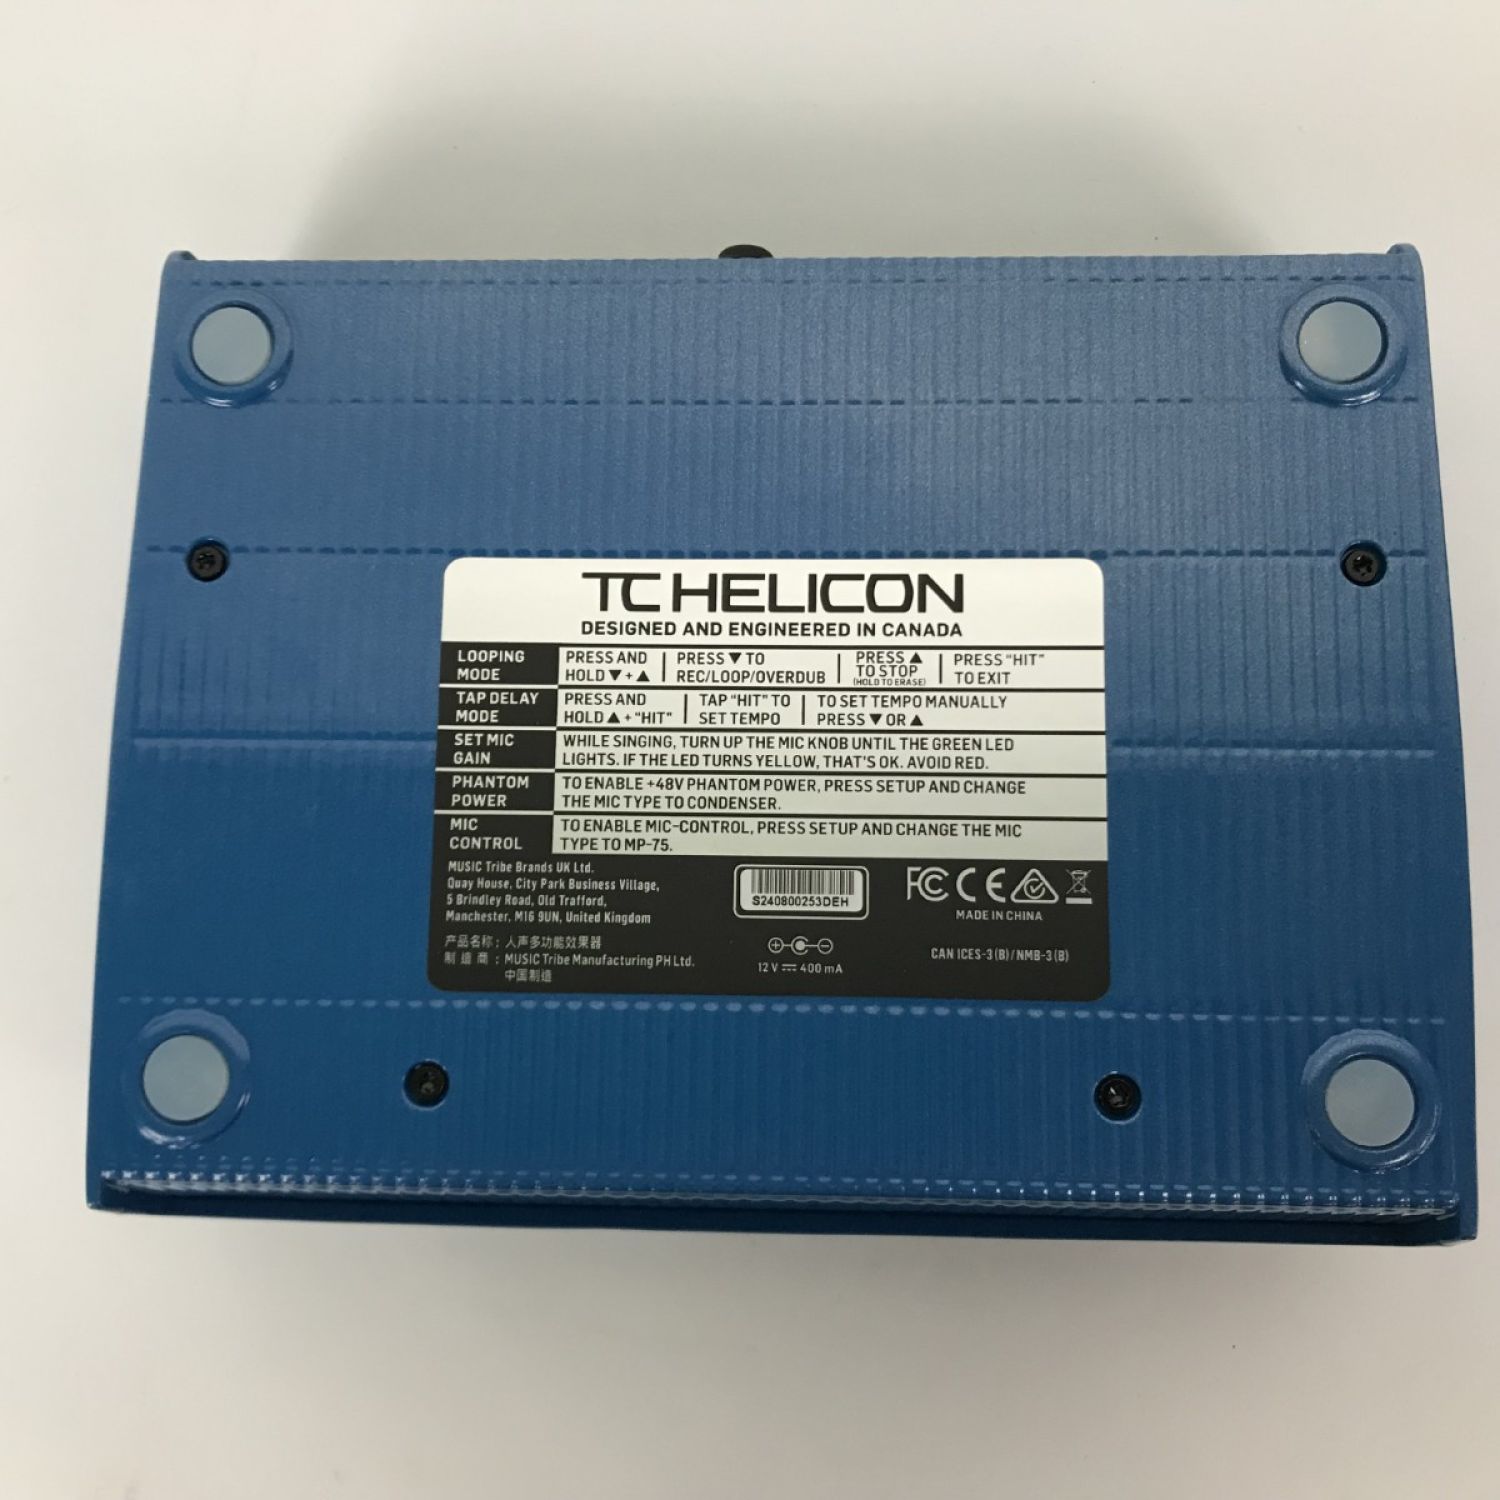 TC HELICON
DESIGNED AND ENGINEERED IN CANADA
LOOPING
MODE
PRESS AND
HOLD ▼ + ▲
PRESS ▼ TO
REC/LOOP/OVERDUB
PRESS ▲
TO STOP
(HOLD TO ERASE)
PRESS "HIT"
TO EXIT
TAP DELAY
MODE
PRESS AND
HOLD ▲ + "HIT"
TAP "HIT" TO
SET TEMPO
TO SET TEMPO MANUALLY
PRESS ▼ OR ▲
SET MIC
GAIN
WHILE SINGING, TURN UP THE MIC KNOB UNTIL THE GREEN LED
LIGHTS. IF THE LED TURNS YELLOW, THAT'S OK. AVOID RED.
PHANTOM
POWER
TO ENABLE +48V PHANTOM POWER, PRESS SETUP AND CHANGE
THE MIC TYPE TO CONDENSER.
MIC
CONTROL
TO ENABLE MIC-CONTROL, PRESS SETUP AND CHANGE THE MIC
TYPE TO MP-75.
MUSIC Tribe Brands UK Ltd.
Quay House, City Park Business Village,
5 Brindley Road, Old Trafford,
Manchester, M16 9UN, United Kingdom
产品名称：人声多功能效果器
制 造 商：MUSIC Tribe Manufacturing PH Ltd.
中国制造
S240800253DEH
12 V ⎓ 400 mA
FC CE
MADE IN CHINA
CAN ICES-3 (B) / NMB-3 (B)